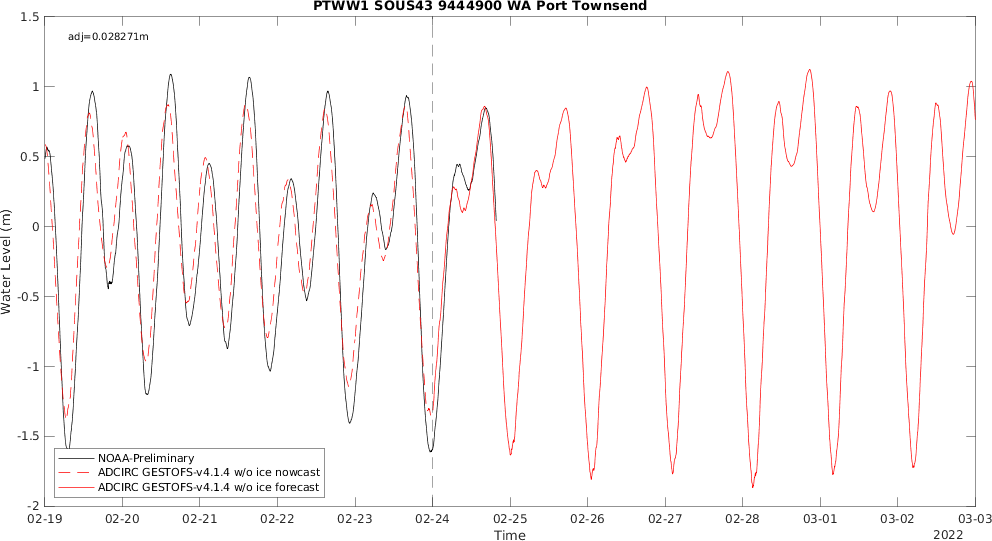 PTWW1 SOUS43 9444900 WA Port Townsend
adj=0.028271m
1.5
1
0.5
0
-0.5
-1
-1.5
-2
Water Level (m)
NOAA-Preliminary
ADCIRC GESTOFS-v4.1.4 w/o ice nowcast
ADCIRC GESTOFS-v4.1.4 w/o ice forecast
02-19 02-20 02-21 02-22 02-23 02-24 02-25 02-26 02-27 02-28 03-01 03-02 03-03
Time
2022